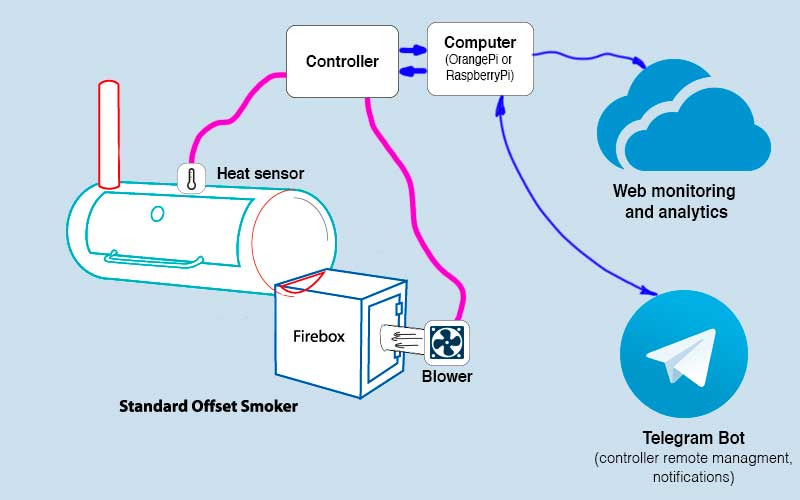 Controller
Computer
(OrangePi or
RaspberryPi)
Heat sensor
Web monitoring
and analytics
Firebox
Blower
Standard Offset Smoker
Telegram Bot
(controller remote managment,
notifications)